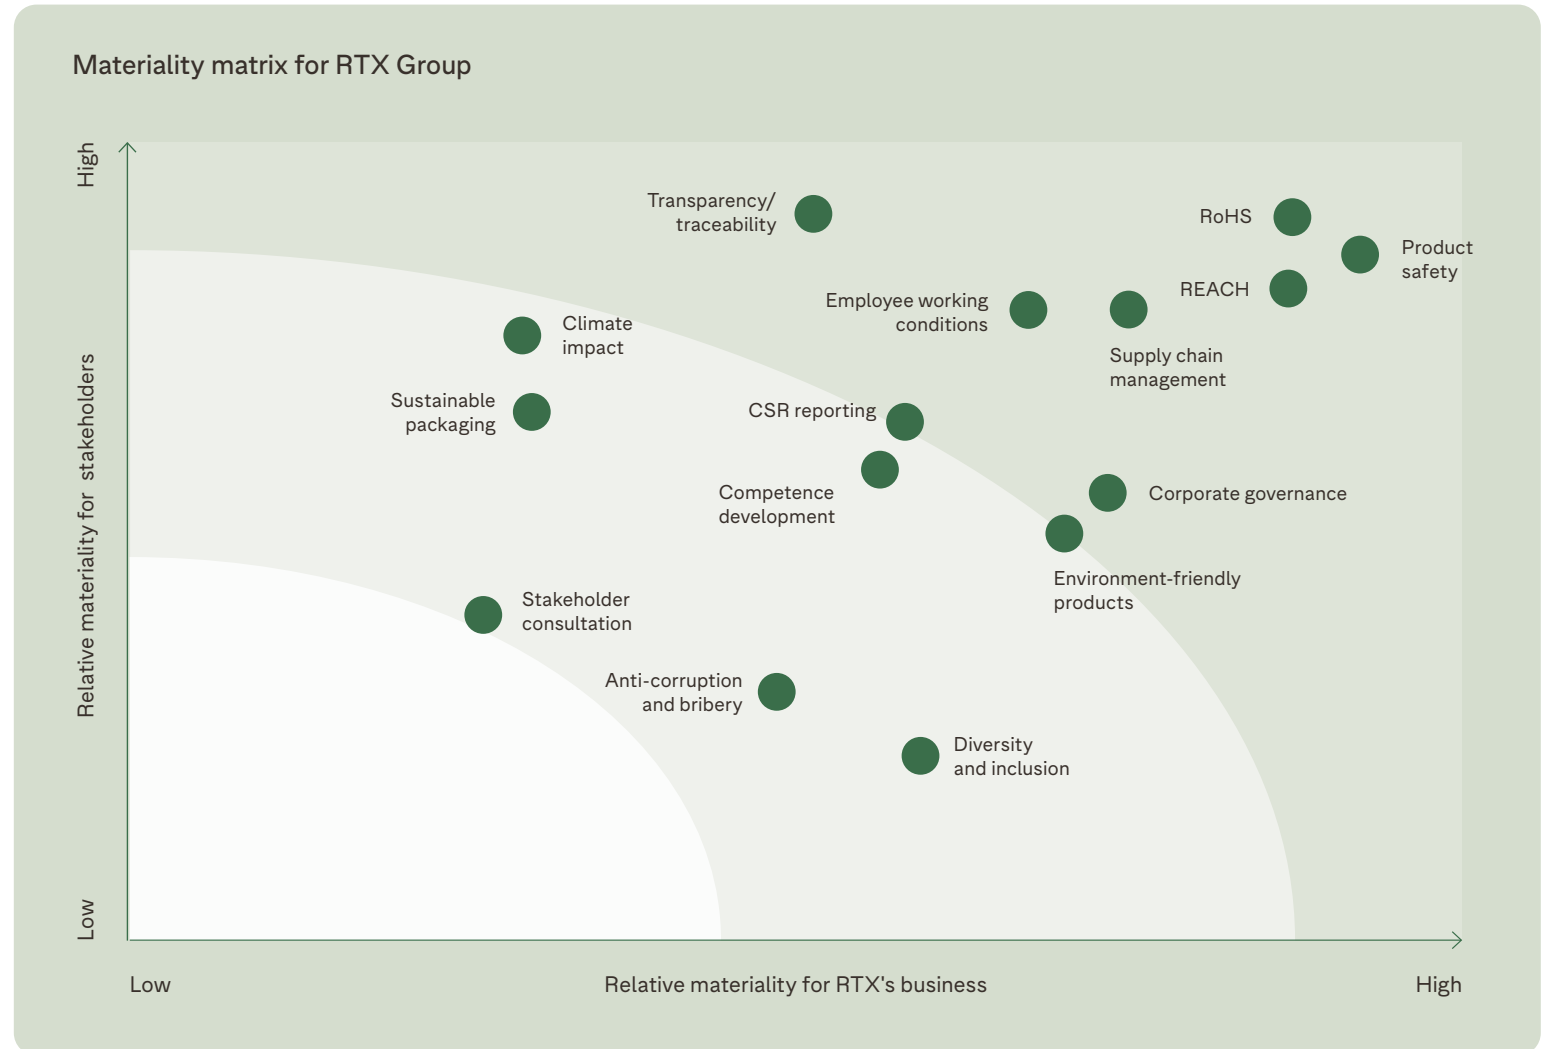 Materiality matrix for RTX Group
High
Relative materiality for stakeholders
Low
Transparency/
traceability
RoHS
Product
safety
REACH
Employee working
conditions
Supply chain
management
Climate
impact
Sustainable
packaging
CSR reporting
Competence
development
Corporate governance
Environment-friendly
products
Stakeholder
consultation
Anti-corruption
and bribery
Diversity
and inclusion
Low
Relative materiality for RTX's business
High